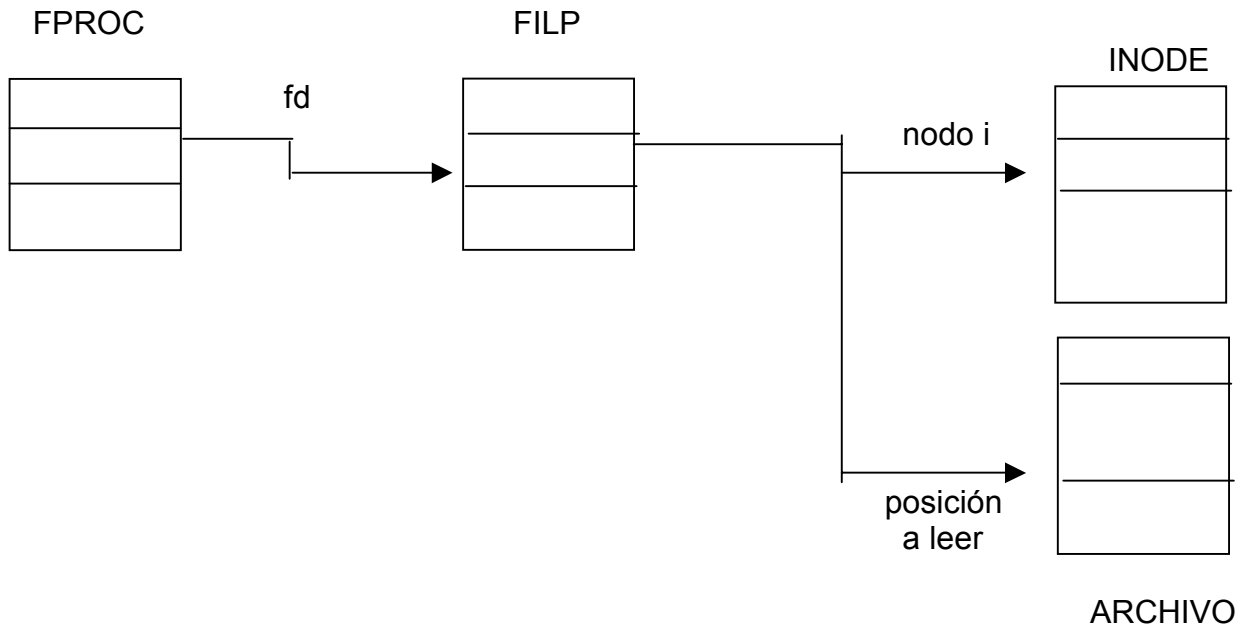 FPROC
FILP
INODE
fd
nodo i
posición
a leer
ARCHIVO